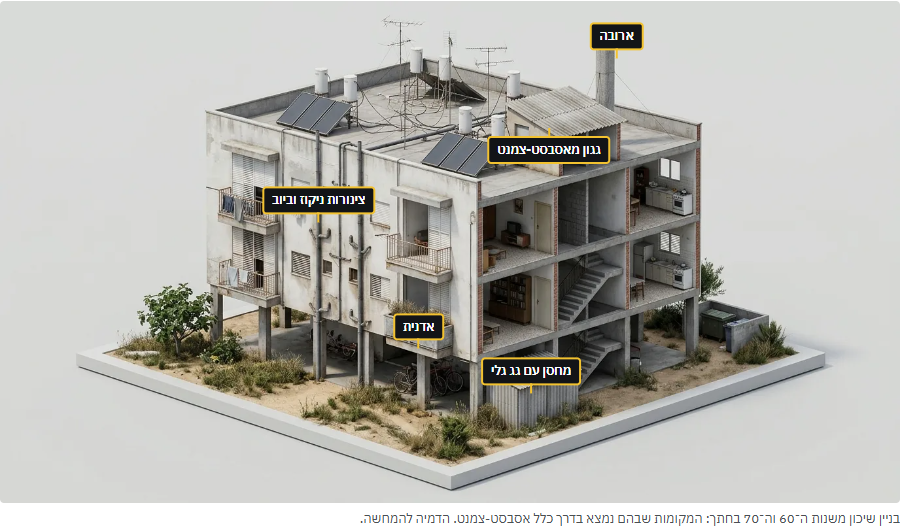 ארובה
גגון מאסבסט-צמנט
צינורות ניקוז וביוב
אדנית
מחסן עם גג גלי
בניין שיכון משנות ה־60 וה־70 בחתך: המקומות שבהם נמצא בדרך כלל אסבסט-צמנט. הדמיה להמחשה.